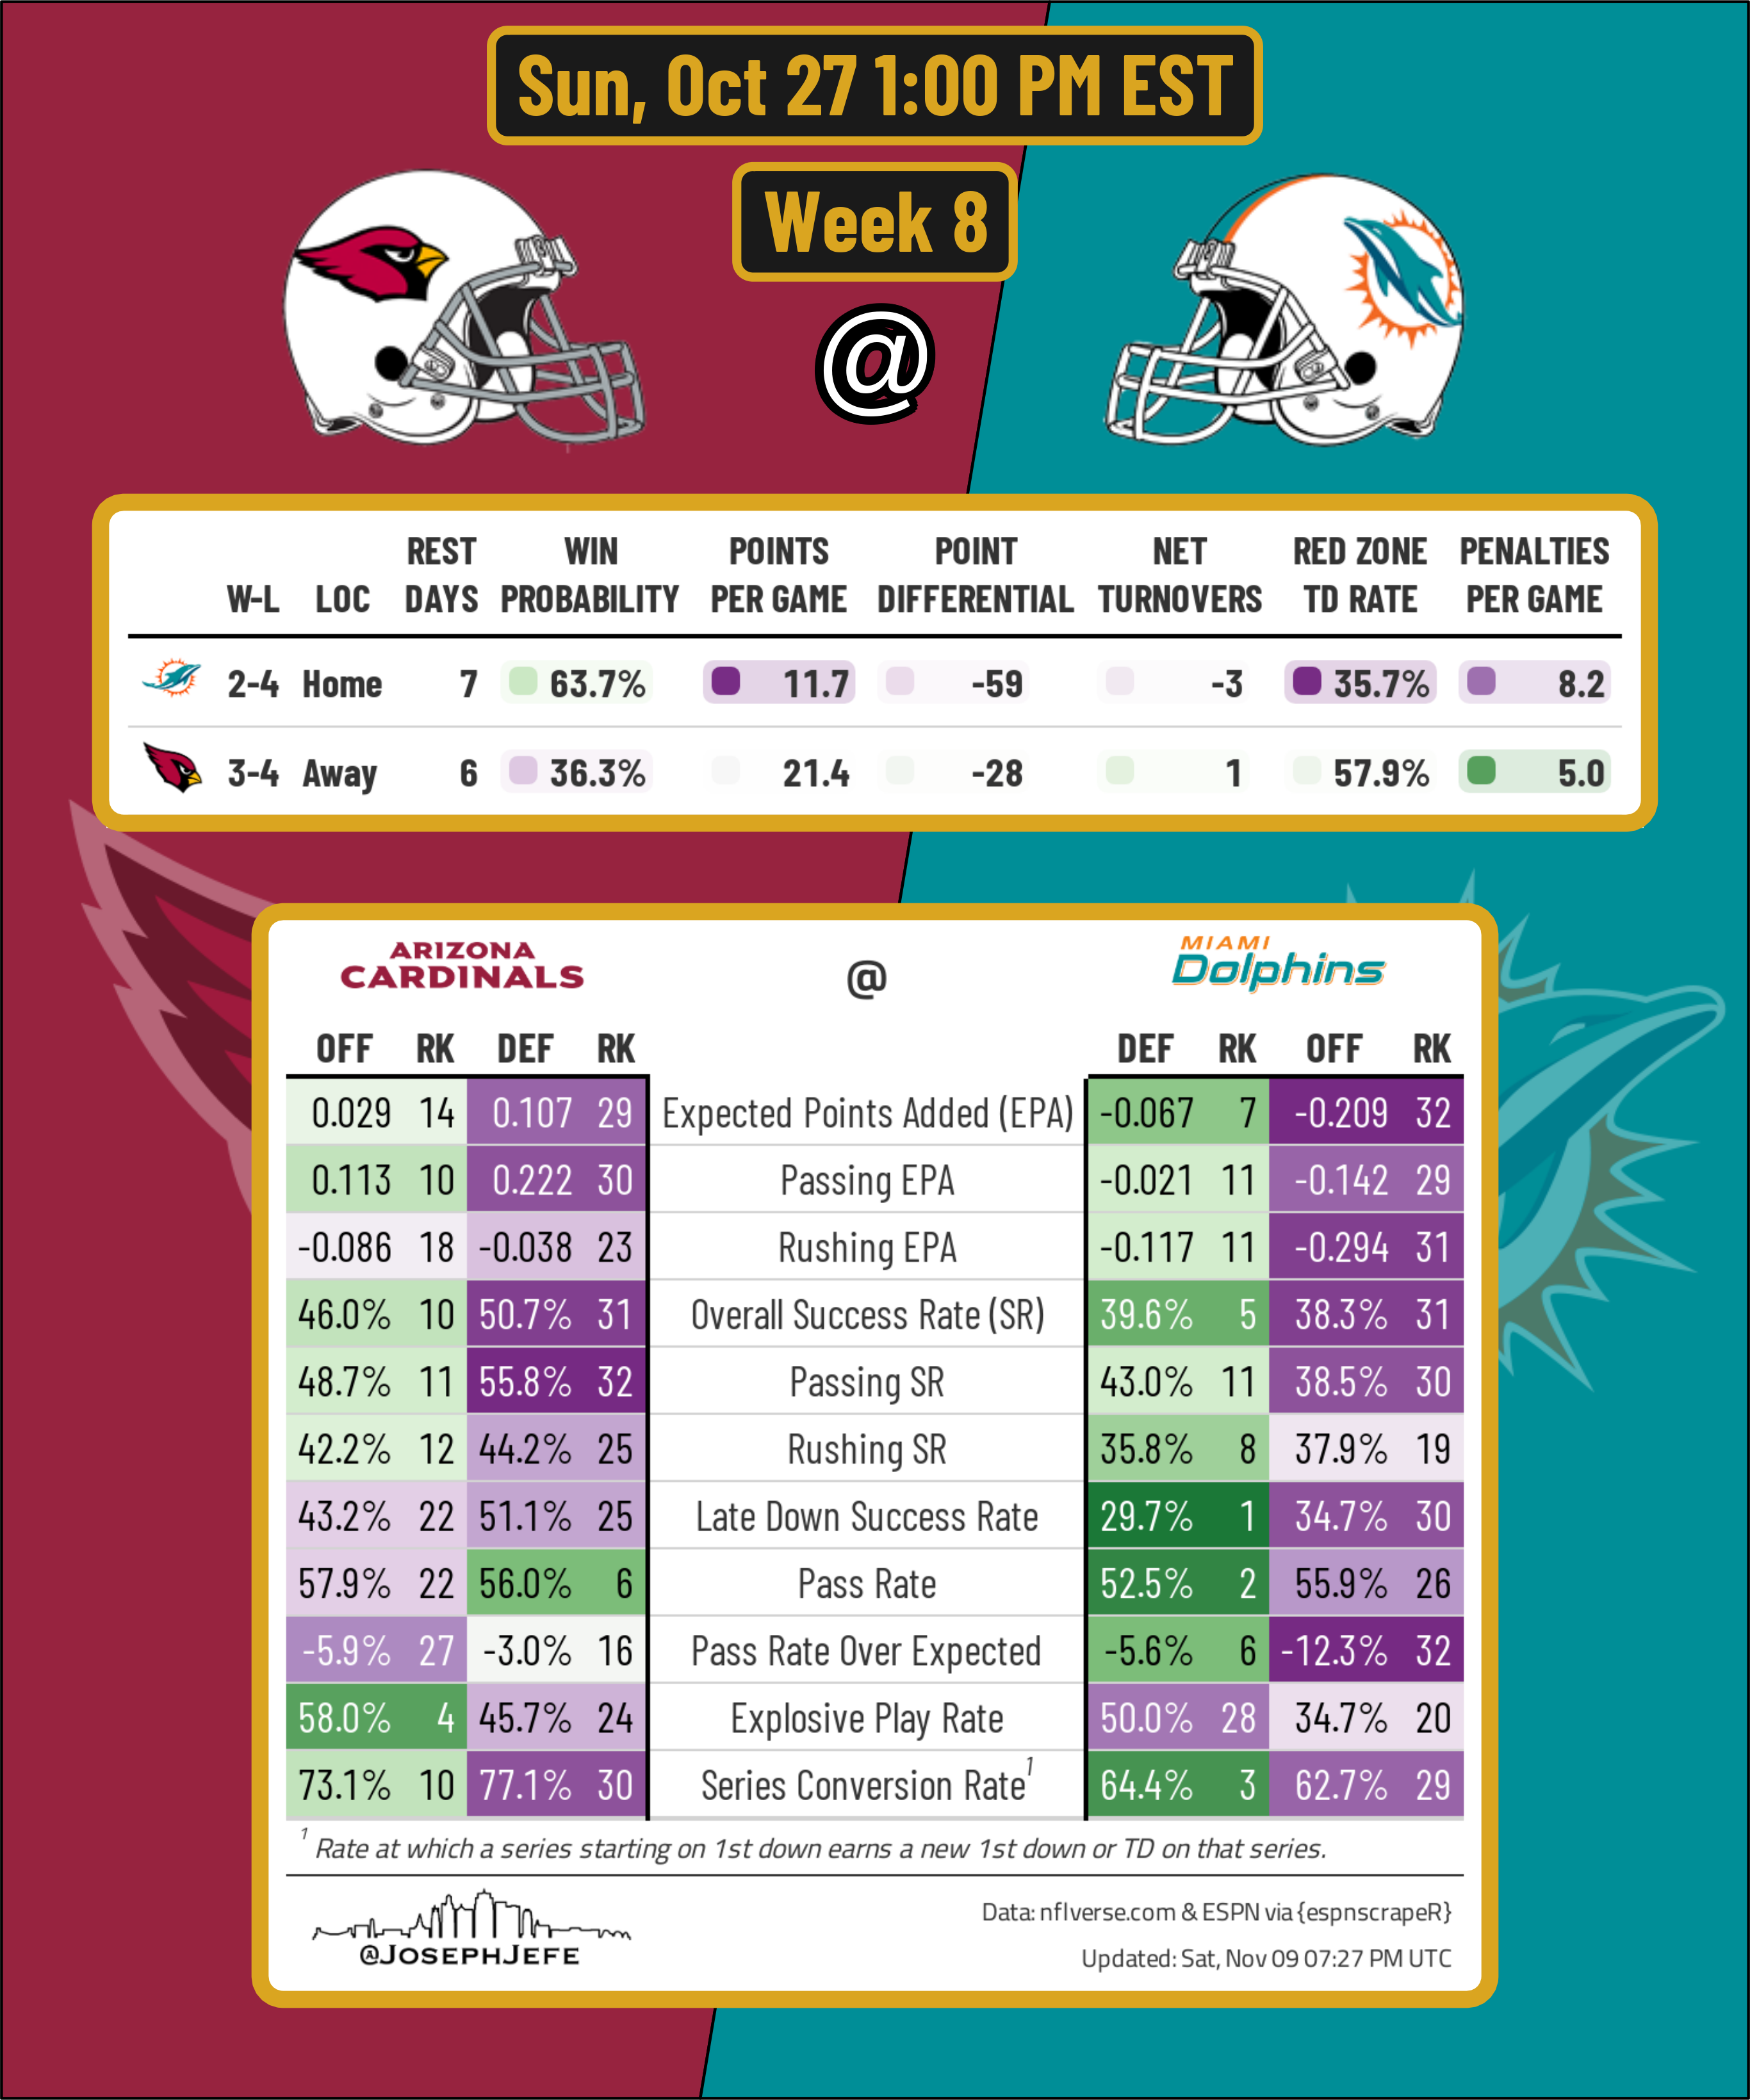 Sun, Oct 27 1:00 PM EST
Week 8
@
REST WIN POINTS POINT NET RED ZONE PENALTIES
W-L LOC DAYS PROBABILITY PER GAME DIFFERENTIAL TURNOVERS TD RATE PER GAME
2-4 Home 7 63.7% 11.7 -59 -3 35.7% 8.2
3-4 Away 6 36.3% 21.4 -28 1 57.9% 5.0
ARIZONA CARDINALS @ MIAMI Dolphins
OFF RK DEF RK DEF RK OFF RK
0.029 14 0.107 29 Expected Points Added (EPA) -0.067 7 -0.209 32
0.113 10 0.222 30 Passing EPA -0.021 11 -0.142 29
-0.086 18 -0.038 23 Rushing EPA -0.117 11 -0.294 31
46.0% 10 50.7% 31 Overall Success Rate (SR) 39.6% 5 38.3% 31
48.7% 11 55.8% 32 Passing SR 43.0% 11 38.5% 30
42.2% 12 44.2% 25 Rushing SR 35.8% 8 37.9% 19
43.2% 22 51.1% 25 Late Down Success Rate 29.7% 1 34.7% 30
57.9% 22 56.0% 6 Pass Rate 52.5% 2 55.9% 26
-5.9% 27 -3.0% 16 Pass Rate Over Expected -5.6% 6 -12.3% 32
58.0% 4 45.7% 24 Explosive Play Rate 50.0% 28 34.7% 20
73.1% 10 77.1% 30 Series Conversion Rate¹ 64.4% 3 62.7% 29
¹ Rate at which a series starting on 1st down earns a new 1st down or TD on that series.
Data: nflverse.com & ESPN via {espnscrapeR}
@JOSEPHJEFE
Updated: Sat, Nov 09 07:27 PM UTC